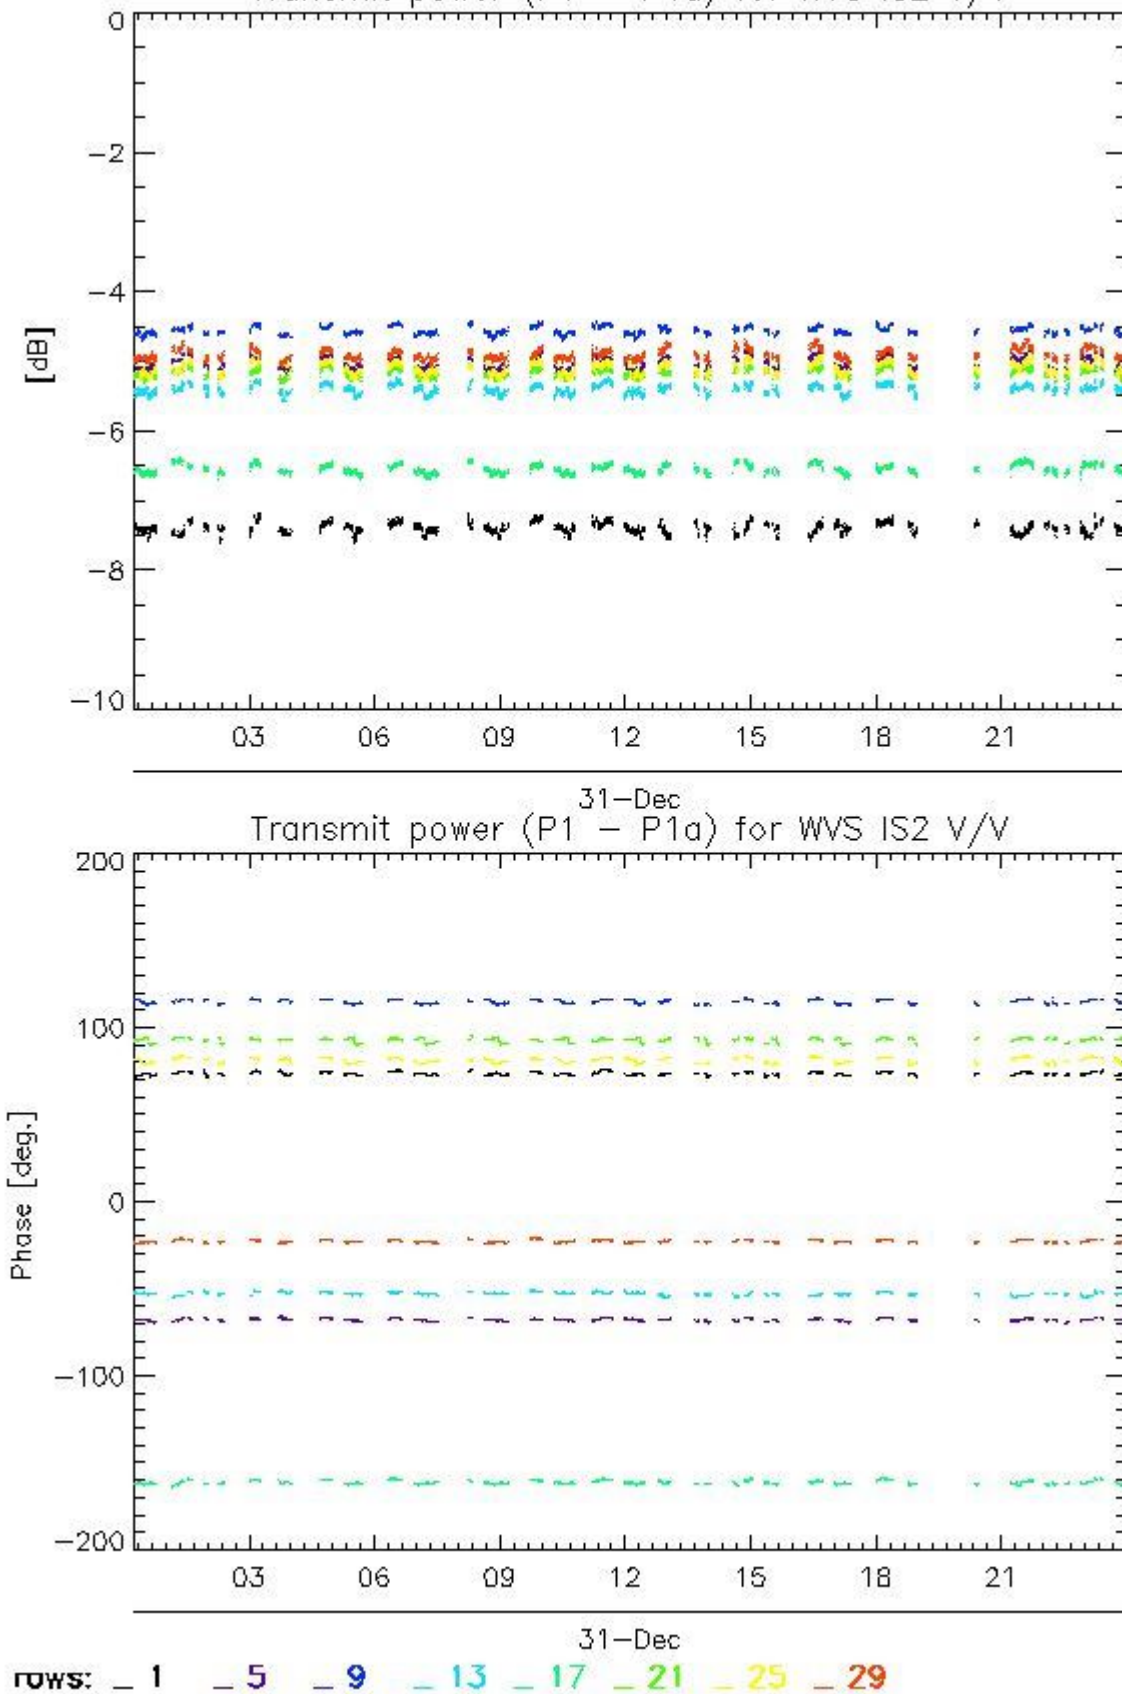 0
-2
-4
-6
-8
-10
[dB]
03 06 09 12 15 18 21
31-Dec
Transmit power (P1 - P1a) for WVS IS2 V/V
200
100
0
-100
-200
Phase [deg.]
03 06 09 12 15 18 21
31-Dec
rows: _ 1 _ 5 _ 9 _ 13 _ 17 _ 21 _ 25 _ 29